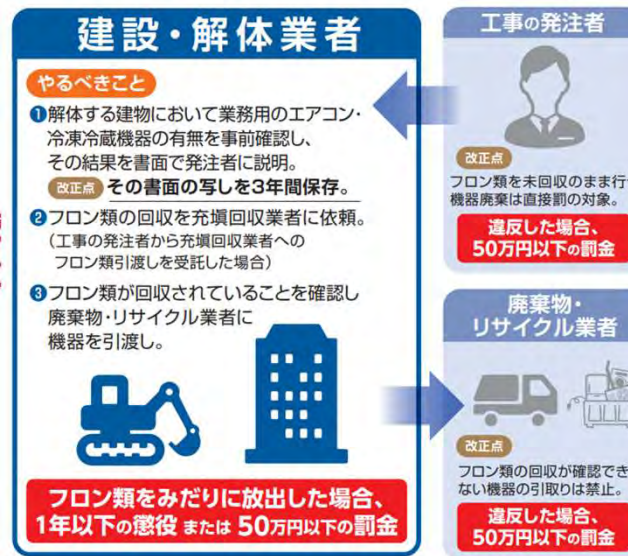 建設・解体業者
やるべきこと
❶解体する建物において業務用のエアコン・
冷凍冷蔵機器の有無を事前確認し、
その結果を書面で発注者に説明。
改正点 その書面の写しを3年間保存。
❷フロン類の回収を充塡回収業者に依頼。
(工事の発注者から充塡回収業者への
フロン類引渡しを受託した場合)
❸フロン類が回収されていることを確認し
廃棄物・リサイクル業者に
機器を引渡し。
フロン類をみだりに放出した場合、
1年以下の懲役 または 50万円以下の罰金
工事の発注者
改正点
フロン類を未回収のまま行
機器廃棄は直接罰の対象。
違反した場合、
50万円以下の罰金
廃棄物・
リサイクル業者
改正点
フロン類の回収が確認でき
ない機器の引取りは禁止。
違反した場合、
50万円以下の罰金